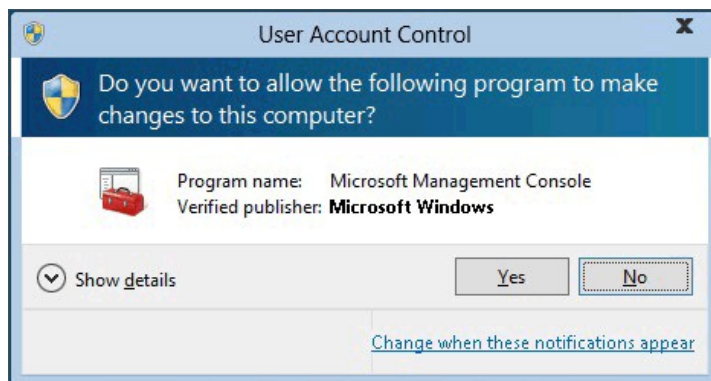 User Account Control
Do you want to allow the following program to make
changes to this computer?
Program name: Microsoft Management Console
Verified publisher: Microsoft Windows
Show details
Yes
No
Change when these notifications appear